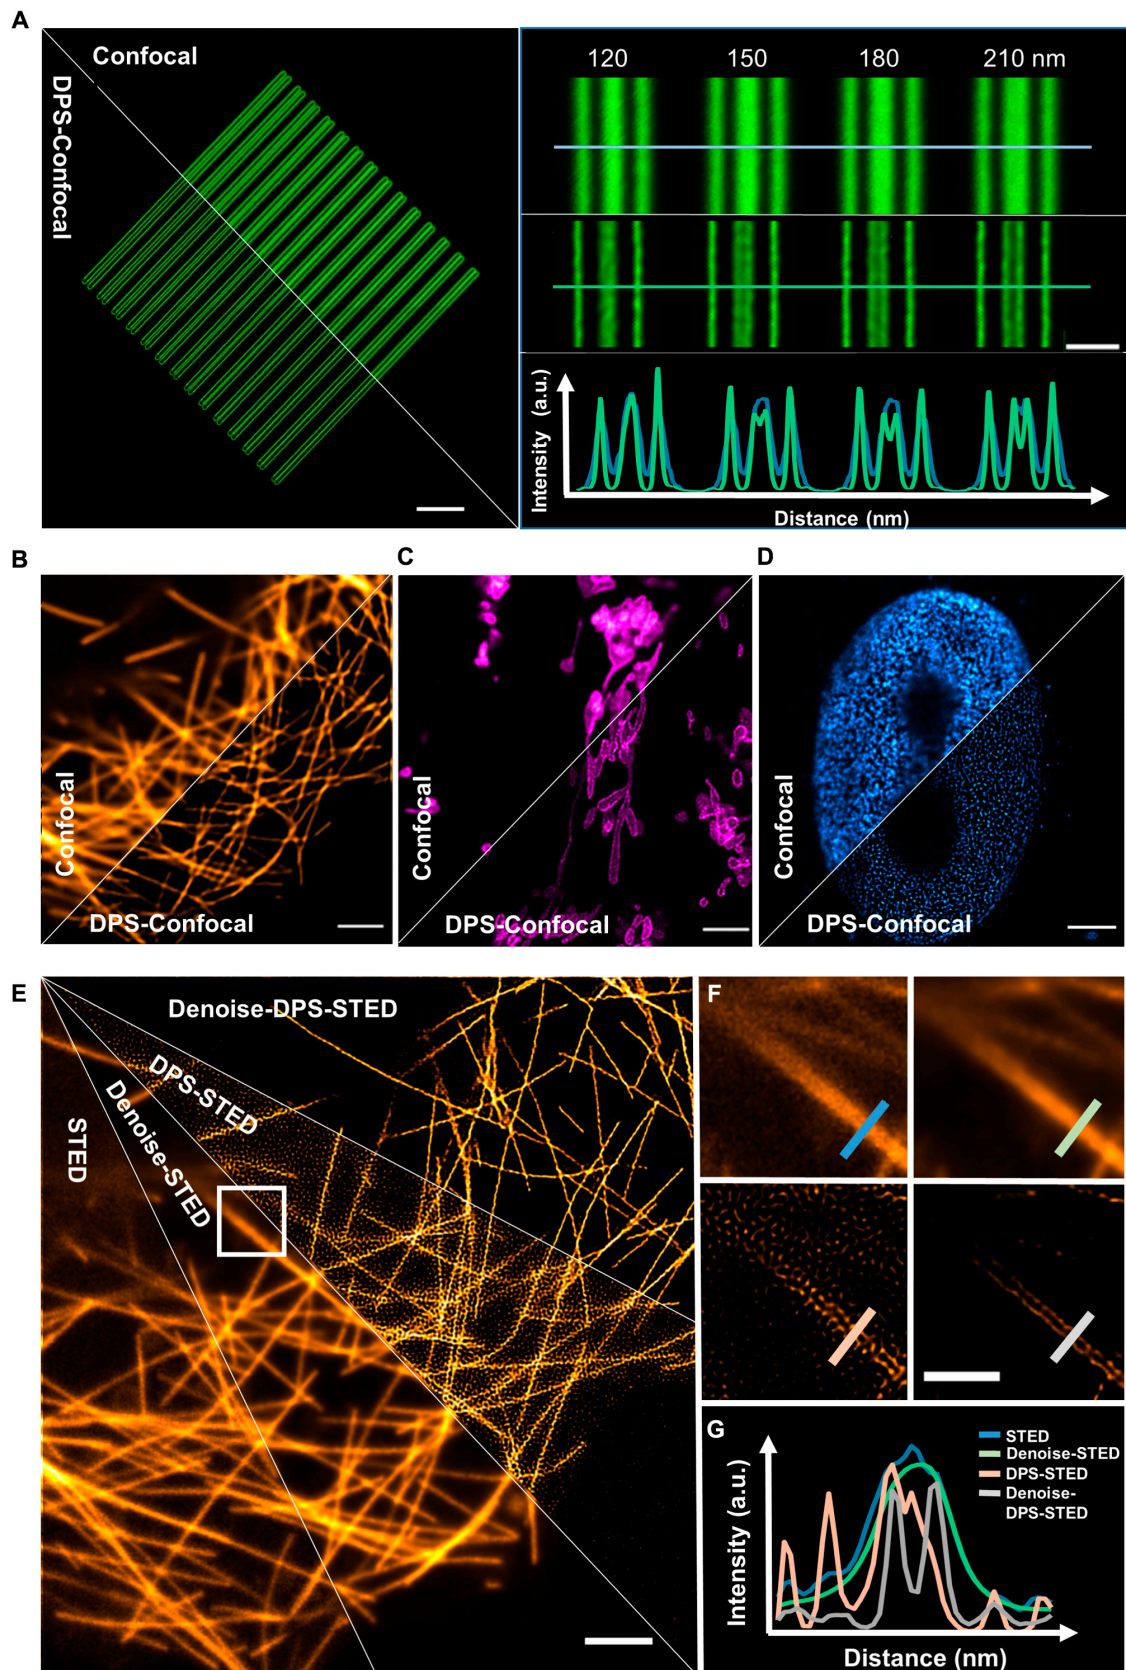 A
Confocal
DPS-Confocal
120 150 180 210 nm
Intensity (a.u.)
Distance (nm)
B
Confocal
DPS-Confocal
C
Confocal
DPS-Confocal
D
Confocal
DPS-Confocal
E
Denoise-DPS-STED
DPS-STED
Denoise-STED
STED
F
G
STED
Denoise-STED
DPS-STED
Denoise-
DPS-STED
Intensity (a.u.)
Distance (nm)